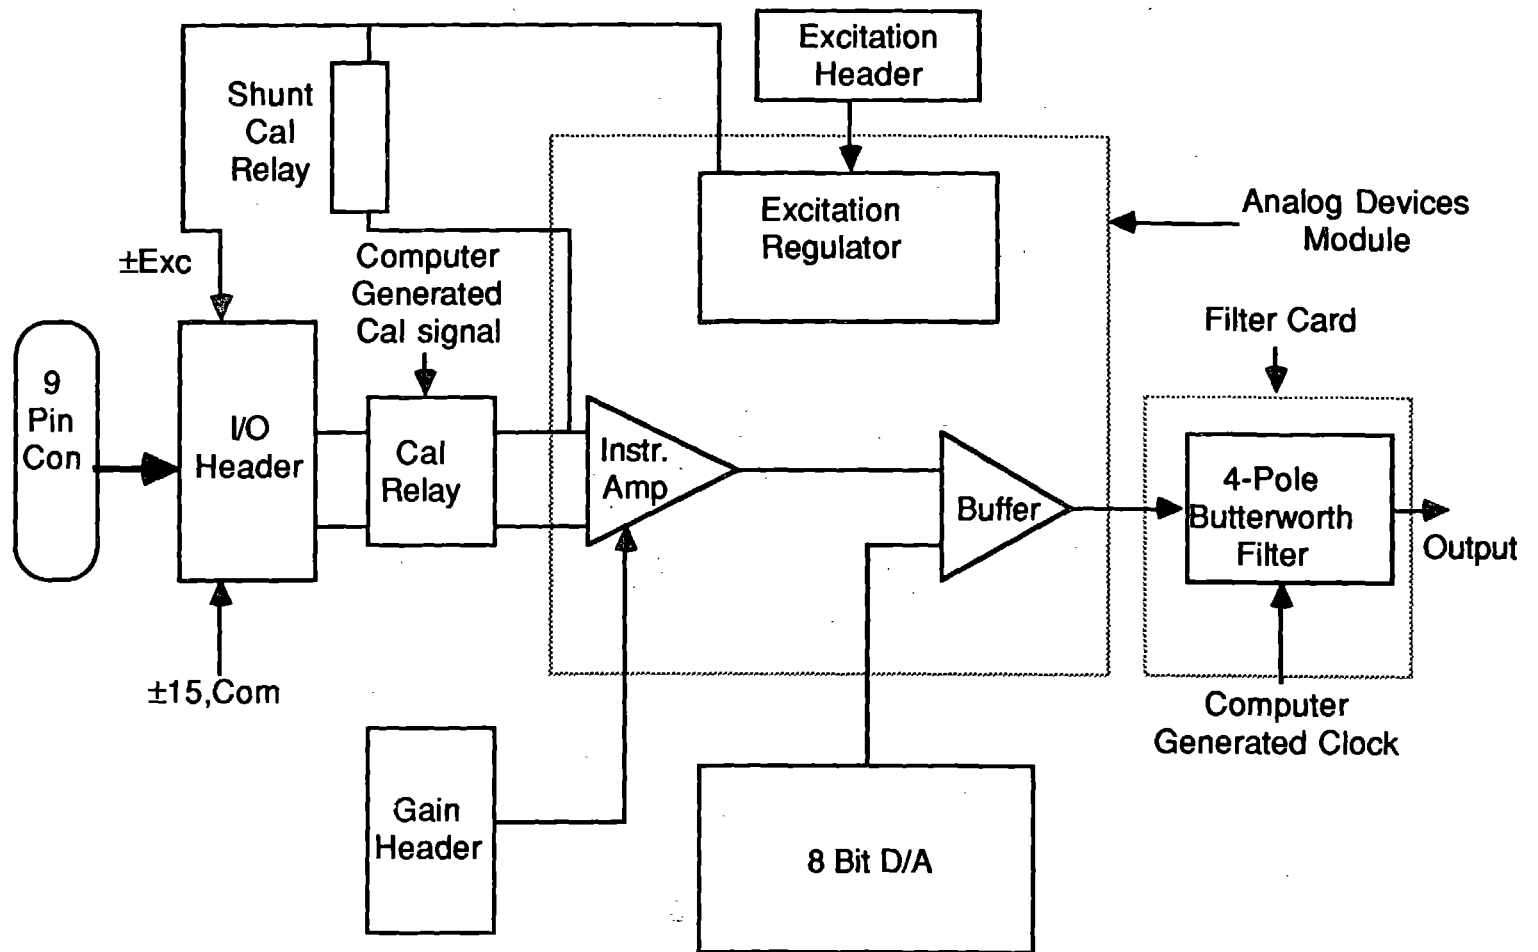 Excitation
Header
Shunt
Cal
Relay
Excitation
Regulator
Analog Devices
Module
±Exc
Computer
Generated
Cal signal
Filter Card
9
Pin
Con
I/O
Header
Cal
Relay
Instr.
Amp
Buffer
4-Pole
Butterworth
Filter
Output
±15,Com
Computer
Generated Clock
Gain
Header
8 Bit D/A